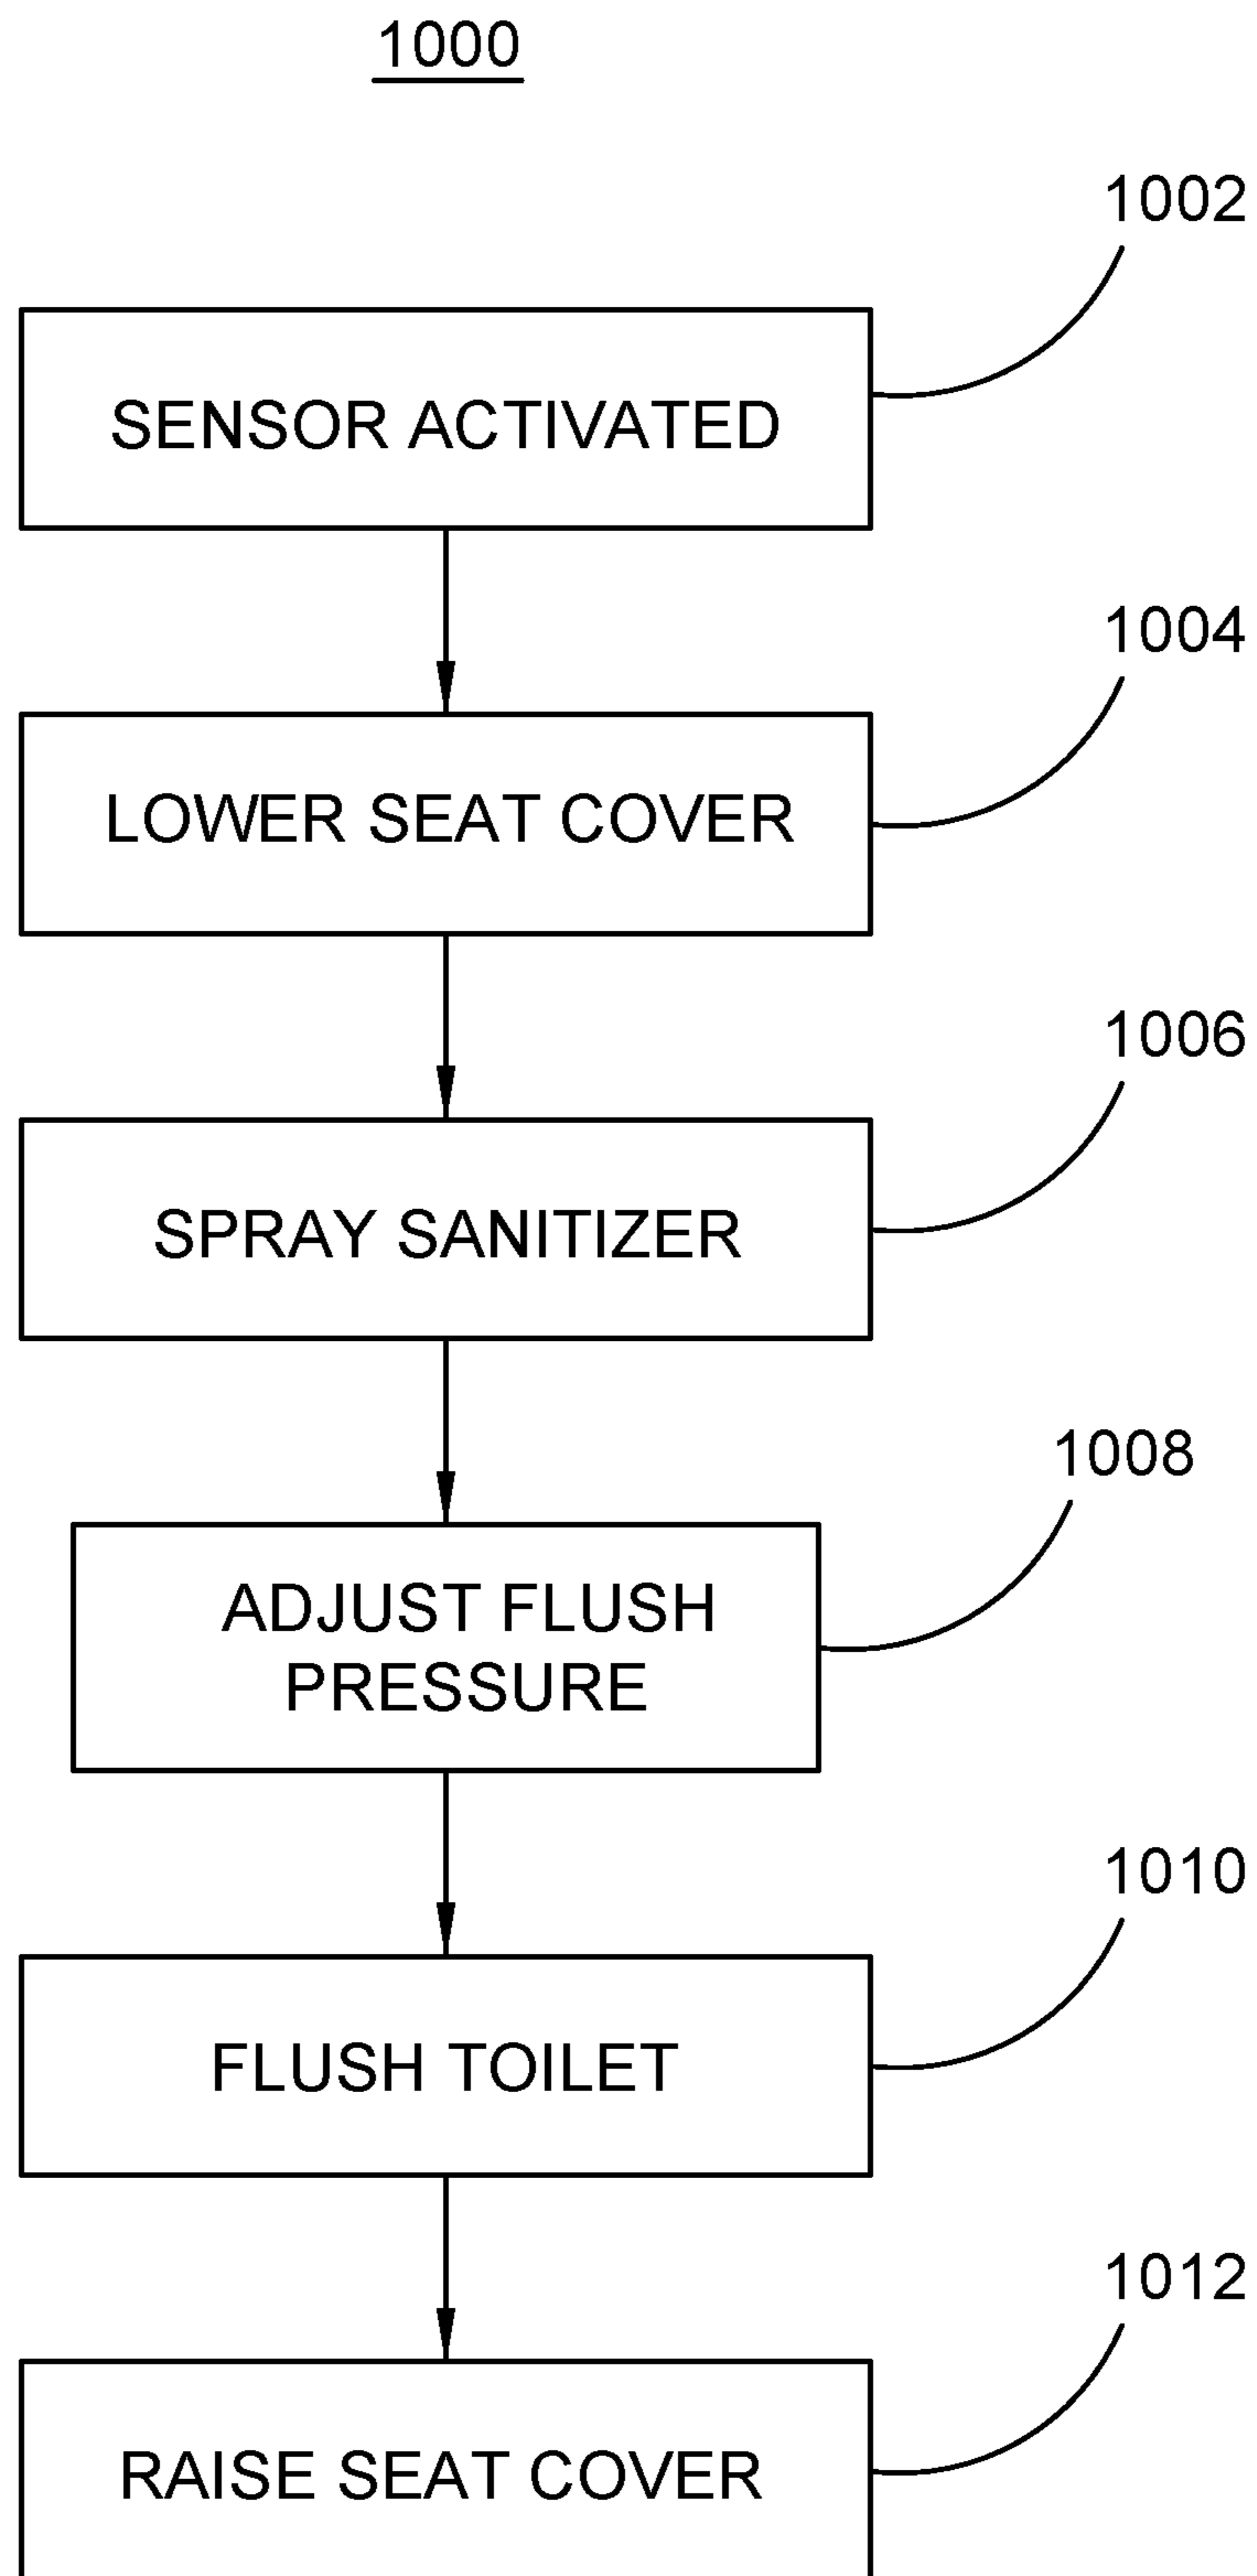 1000
1002
SENSOR ACTIVATED
1004
LOWER SEAT COVER
1006
SPRAY SANITIZER
1008
ADJUST FLUSH
PRESSURE
1010
FLUSH TOILET
1012
RAISE SEAT COVER